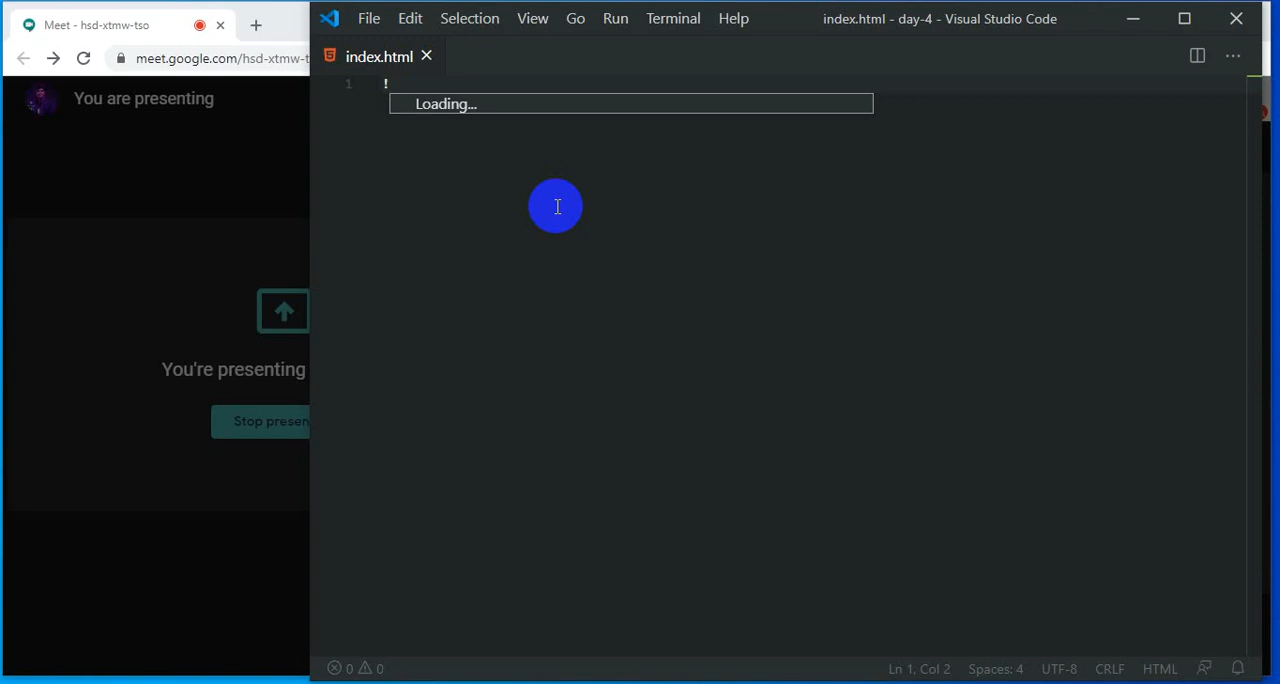 Meet - hsd-xtmw-tso
meet.google.com/hsd-xtmw-t
You are presenting
You're presenting
Stop presen
File Edit Selection View Go Run Terminal Help
index.html - day-4 - Visual Studio Code
index.html
1 !
Loading...
0 0
Ln 1, Col 2 Spaces: 4 UTF-8 CRLF HTML